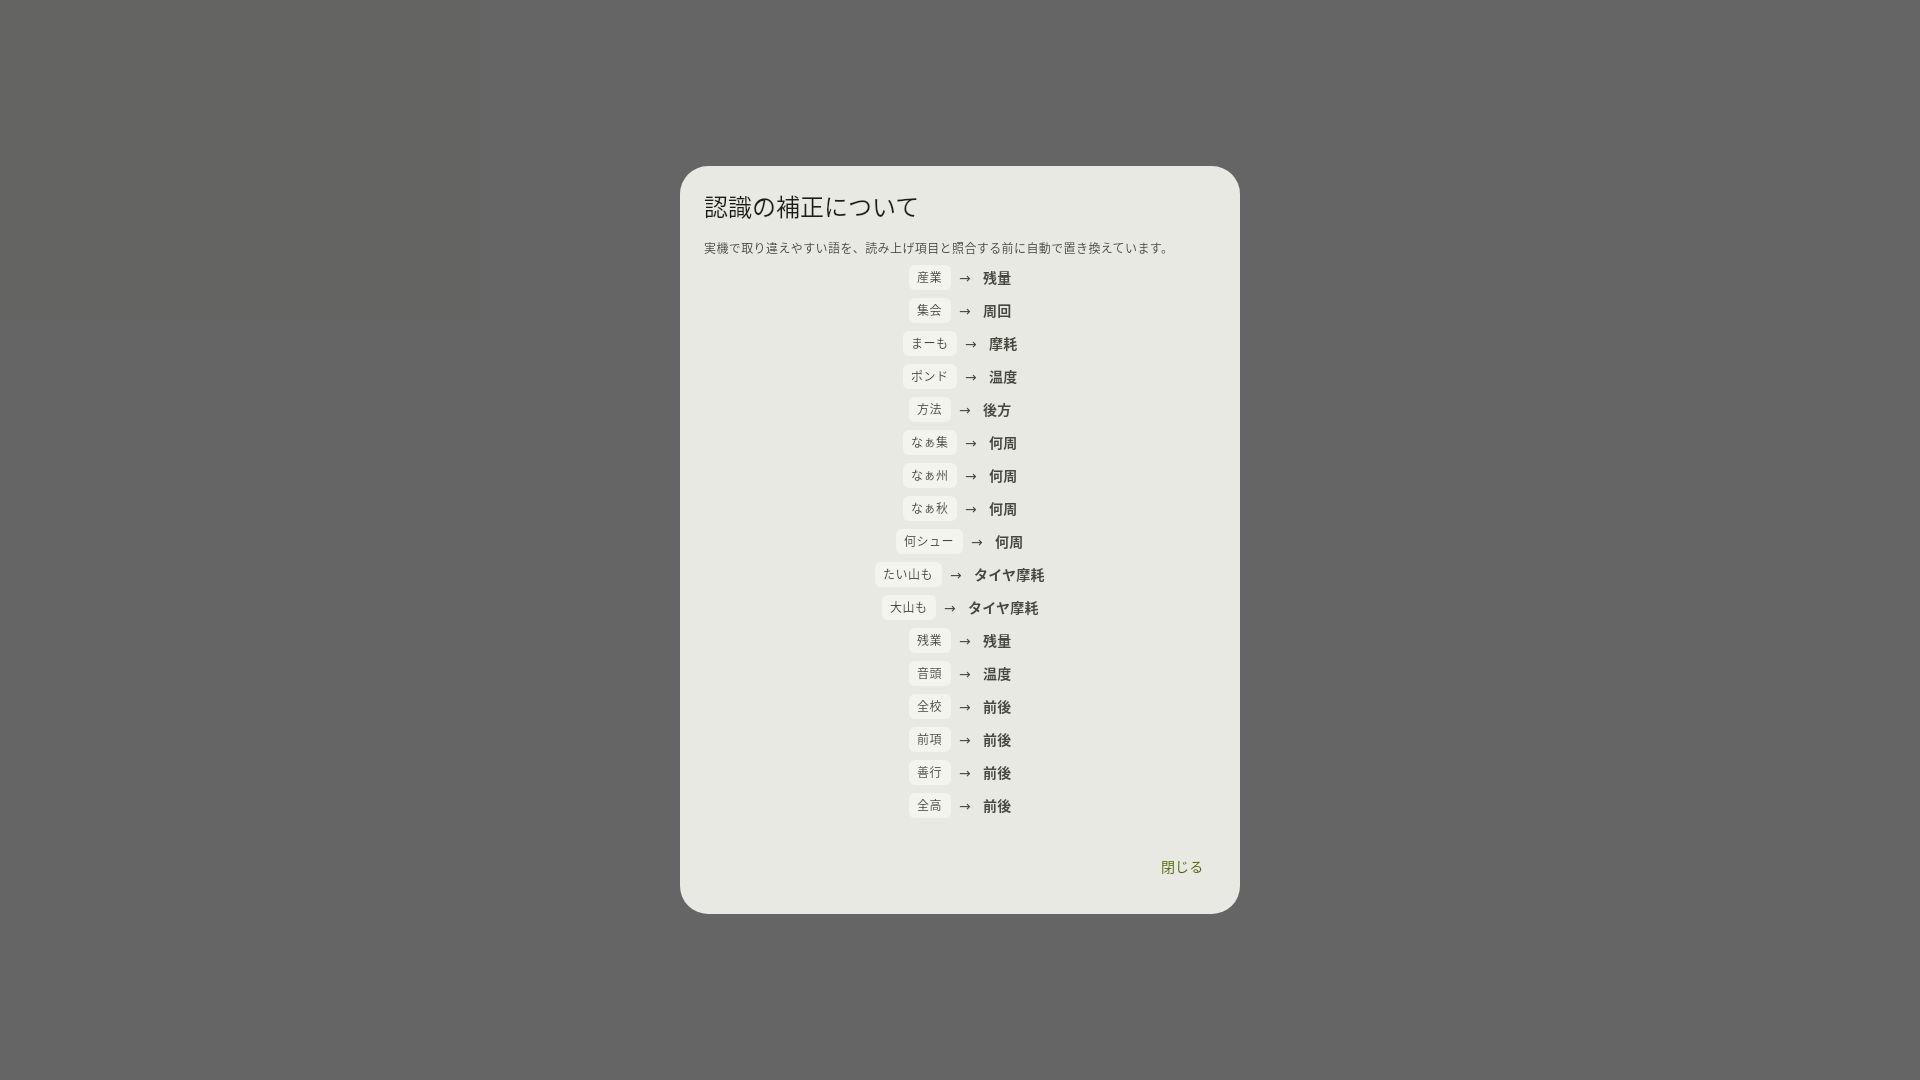 認識の補正について
実機で取り違えやすい語を、読み上げ項目と照合する前に自動で置き換えています。
産業 → 残量
集会 → 周回
まーも → 摩耗
ポンド → 温度
方法 → 後方
なぁ集 → 何周
なぁ州 → 何周
なぁ秋 → 何周
何シュー → 何周
たい山も → タイヤ摩耗
大山も → タイヤ摩耗
残業 → 残量
音頭 → 温度
全校 → 前後
前項 → 前後
善行 → 前後
全高 → 前後
閉じる